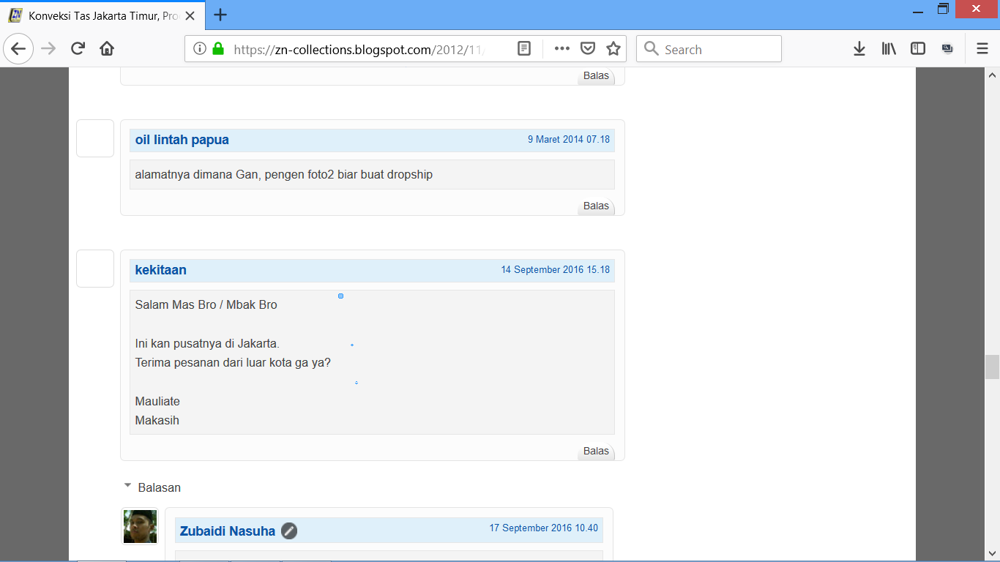 Konveksi Tas Jakarta Timur, Pro
https://zn-collections.blogspot.com/2012/11/
Search
Balas
oil lintah papua
9 Maret 2014 07.18
alamatnya dimana Gan, pengen foto2 biar buat dropship
Balas
kekitaan
14 September 2016 15.18
Salam Mas Bro / Mbak Bro
Ini kan pusatnya di Jakarta.
Terima pesanan dari luar kota ga ya?
Mauliate
Makasih
Balas
Balasan
Zubaidi Nasuha
17 September 2016 10.40